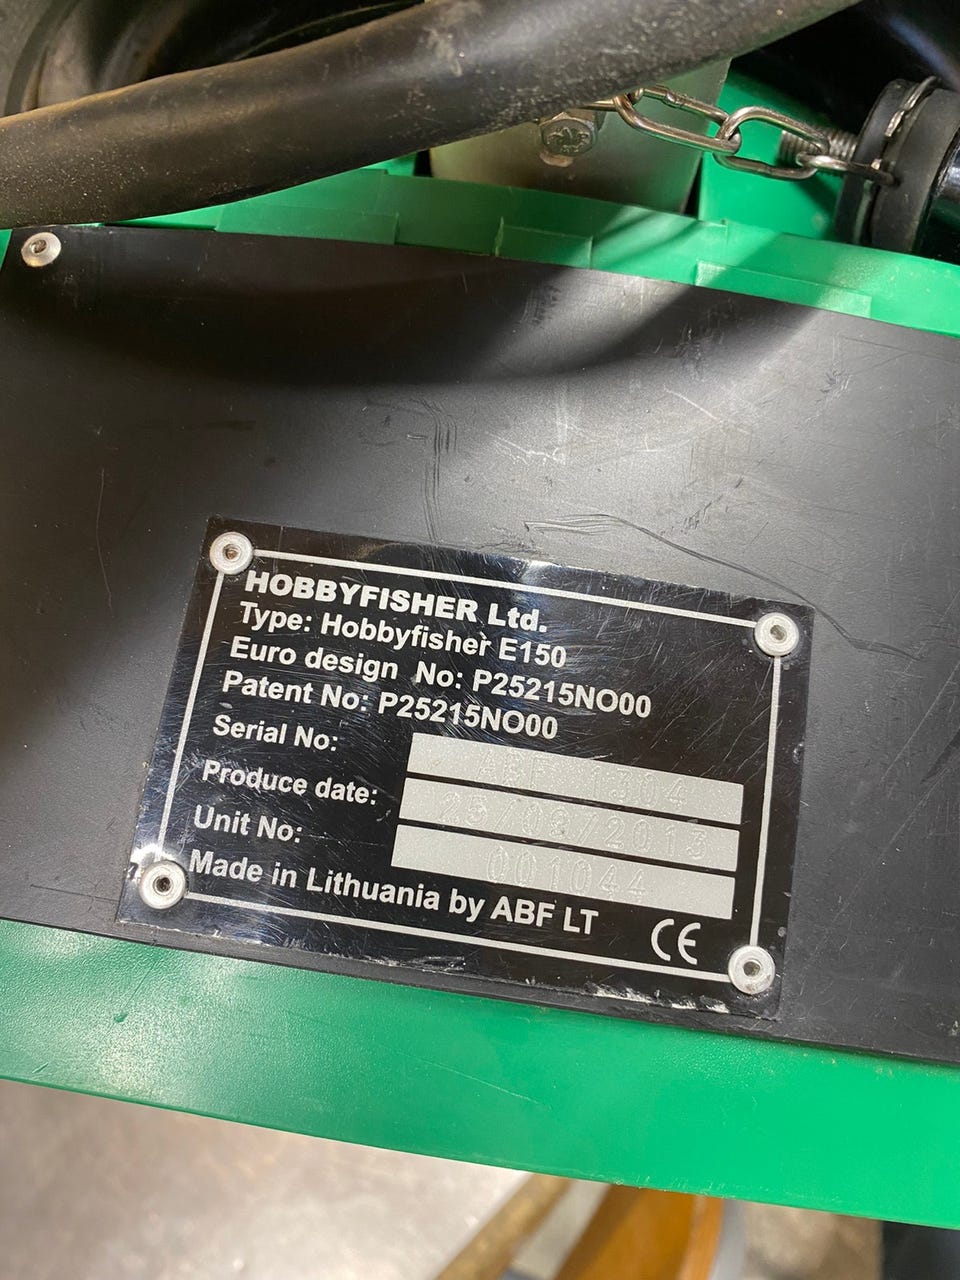 HOBBYFISHER Ltd.
Type: Hobbyfisher E150
Euro design No: P25215NO00
Patent No: P25215NO00
Serial No:
Produce date: /2013
Unit No: 001044
Made in Lithuania by ABF LT
CE